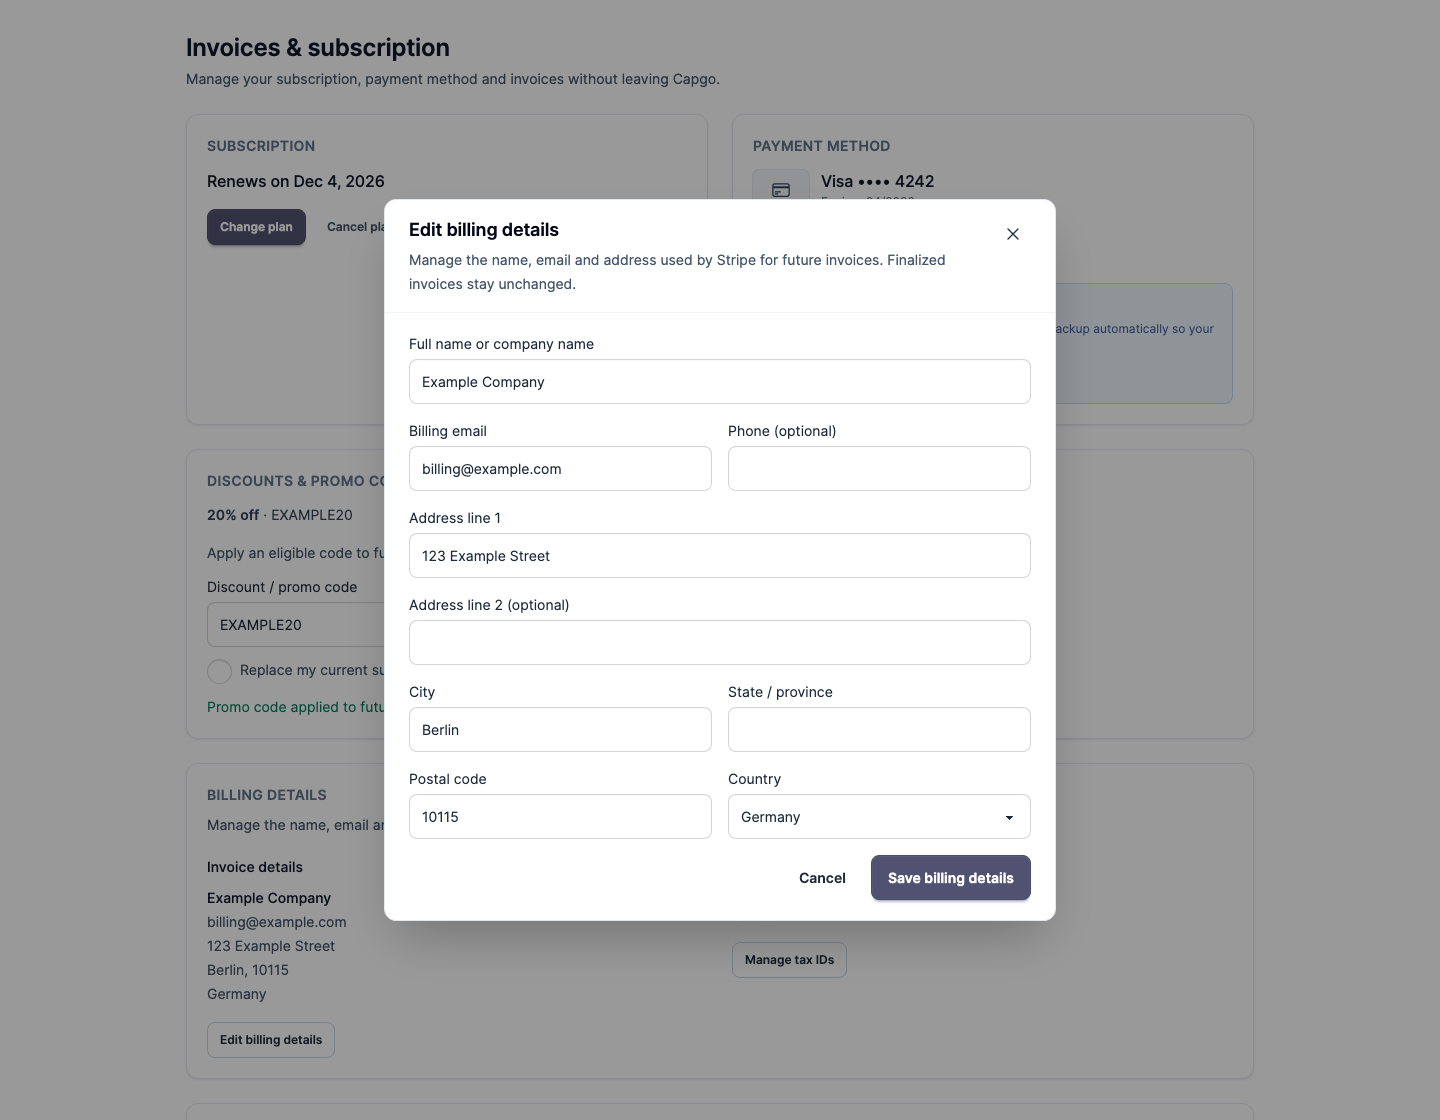 Invoices & subscription
Manage your subscription, payment method and invoices without leaving Capgo.
SUBSCRIPTION
Renews on Dec 4, 2026
Change plan
Cancel
PAYMENT METHOD
Visa •••• 4242
automatically so your
Edit billing details
Manage the name, email and address used by Stripe for future invoices. Finalized
invoices stay unchanged.
Full name or company name
Example Company
Billing email
Phone (optional)
billing@example.com
Address line 1
123 Example Street
Address line 2 (optional)
City
State / province
Berlin
Postal code
Country
10115
Germany
Cancel
Save billing details
DISCOUNTS & PROMO
20% off · EXAMPLE20
Apply an eligible code to
Discount / promo code
EXAMPLE20
Replace my current
Promo code applied to
BILLING DETAILS
Manage the name, email
Invoice details
Example Company
billing@example.com
123 Example Street
Berlin, 10115
Germany
Edit billing details
Manage tax IDs